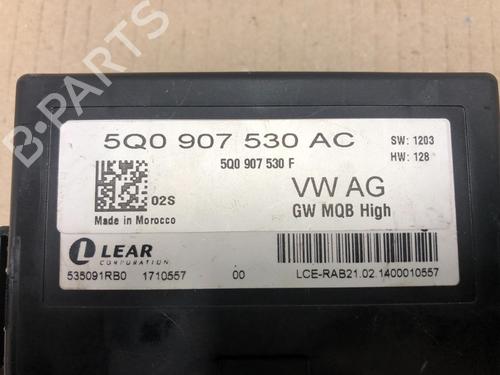 5Q0 907 530 AC
SW: 1203
5Q0 907 530 F
HW: 128
02S
VW AG
Made in Morocco
GW MQB High
LEAR
CORPORATION
535091RB0 1710557 00 LCE-RAB21.02.1400010557
B-PARTS